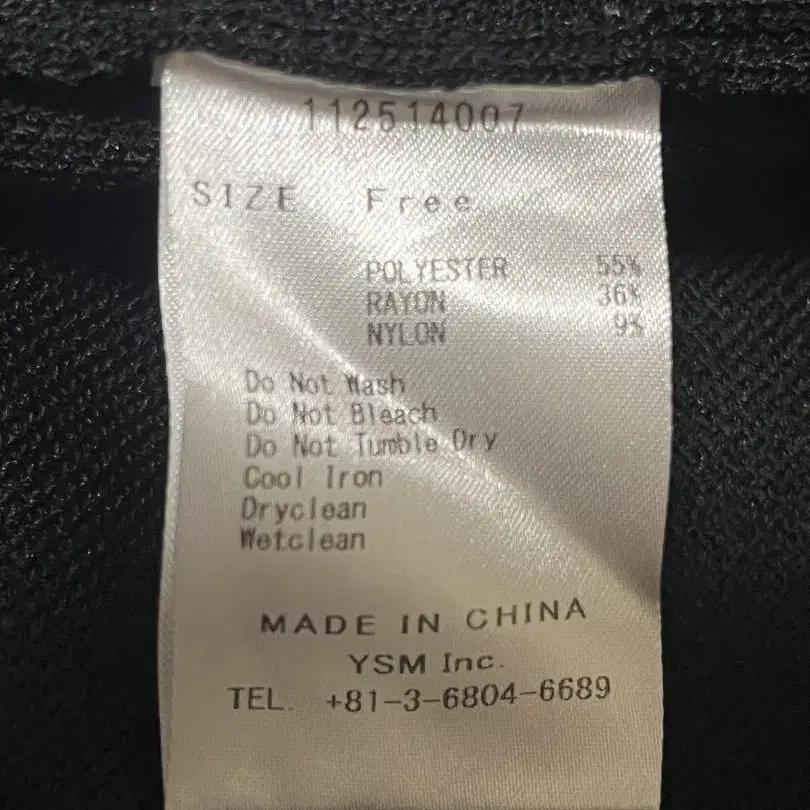 112514007
SIZE Free
POLYESTER 55%
RAYON 36%
NYLON 9%
Do Not Wash
Do Not Bleach
Do Not Tumble Dry
Cool Iron
Dryclean
Wetclean
MADE IN CHINA
YSM Inc.
TEL. +81-3-6804-6689